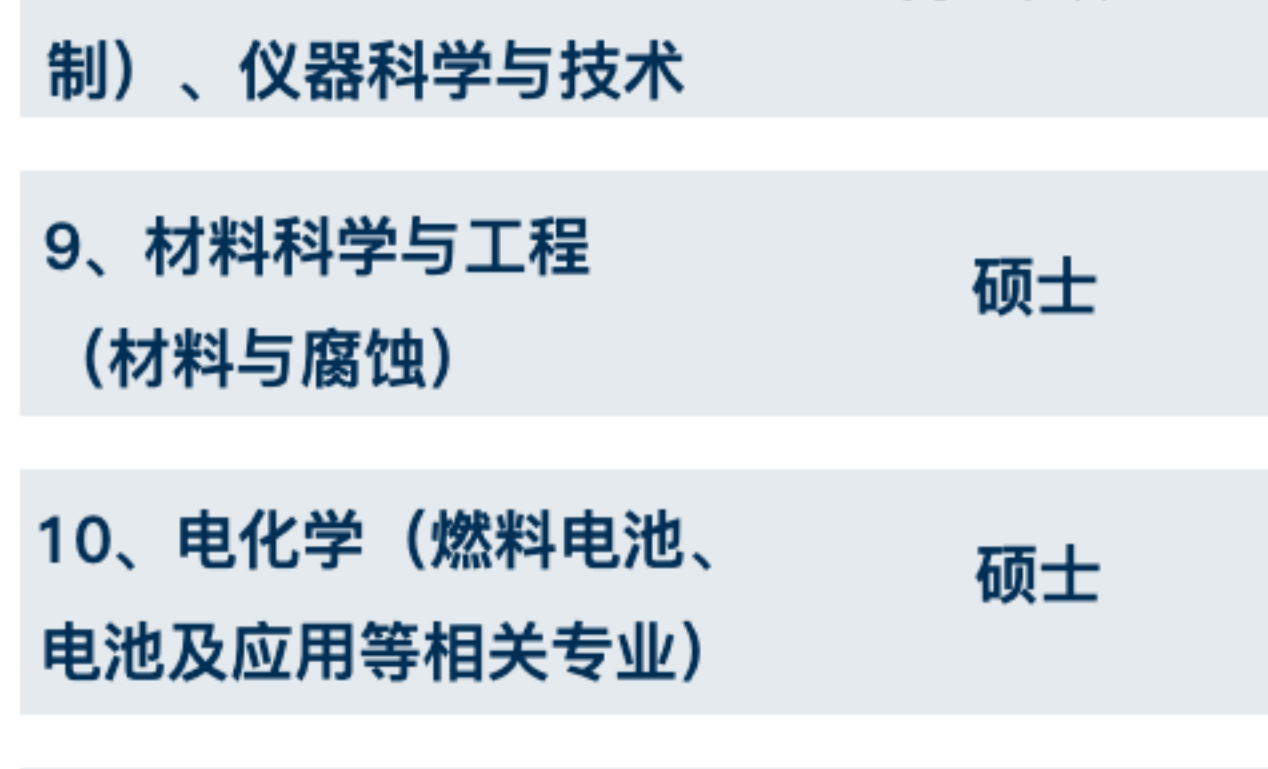 制）、仪器科学与技术
9、材料科学与工程
（材料与腐蚀）
硕士
10、电化学（燃料电池、
电池及应用等相关专业）
硕士